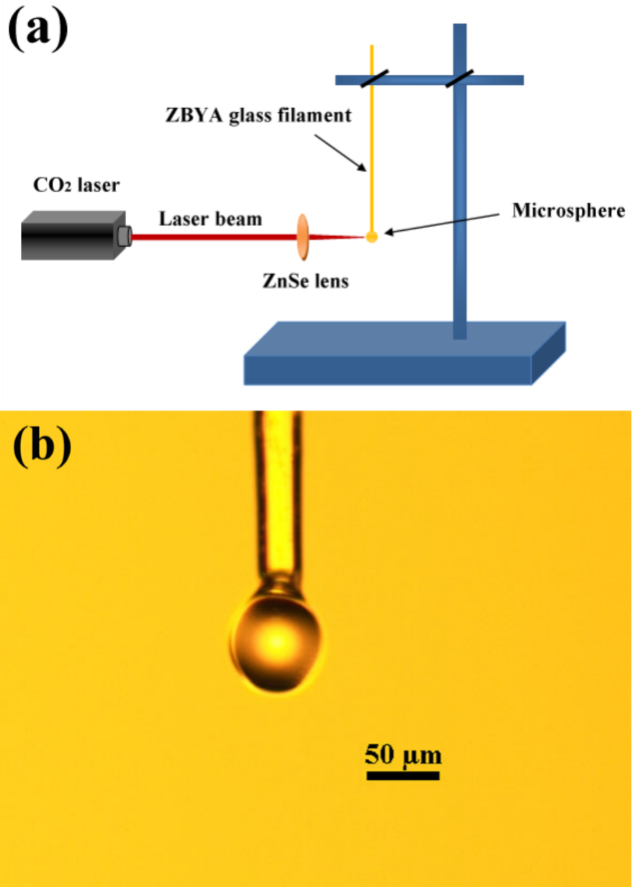 (a)
ZBYA glass filament
CO₂ laser
Laser beam
Microsphere
ZnSe lens
(b)
50 μm